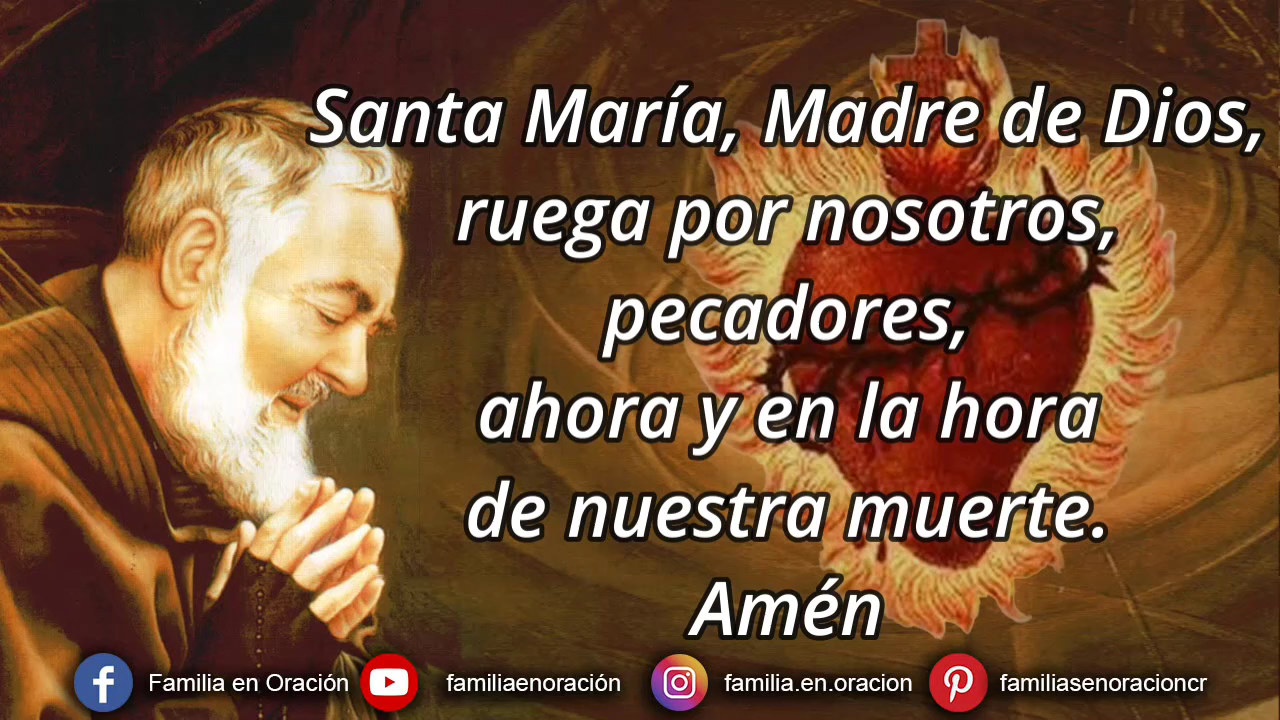 Santa María, Madre de Dios,
ruega por nosotros,
pecadores,
ahora y en la hora
de nuestra muerte.
Amén
Familia en Oración familiaenoración familia.en.oracion familiasenoracioncr